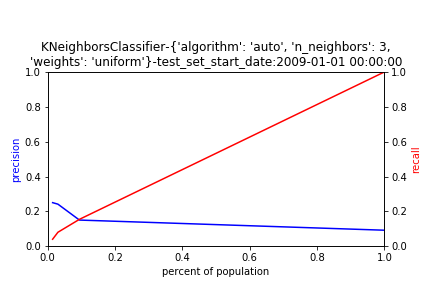 KNeighborsClassifier-{'algorithm': 'auto', 'n_neighbors': 3,
'weights': 'uniform'}-test_set_start_date:2009-01-01 00:00:00
1.0
0.8
0.6
0.4
0.2
0.0
precision
1.0
0.8
0.6
0.4
0.2
0.0
recall
0.0 0.2 0.4 0.6 0.8 1.0
percent of population